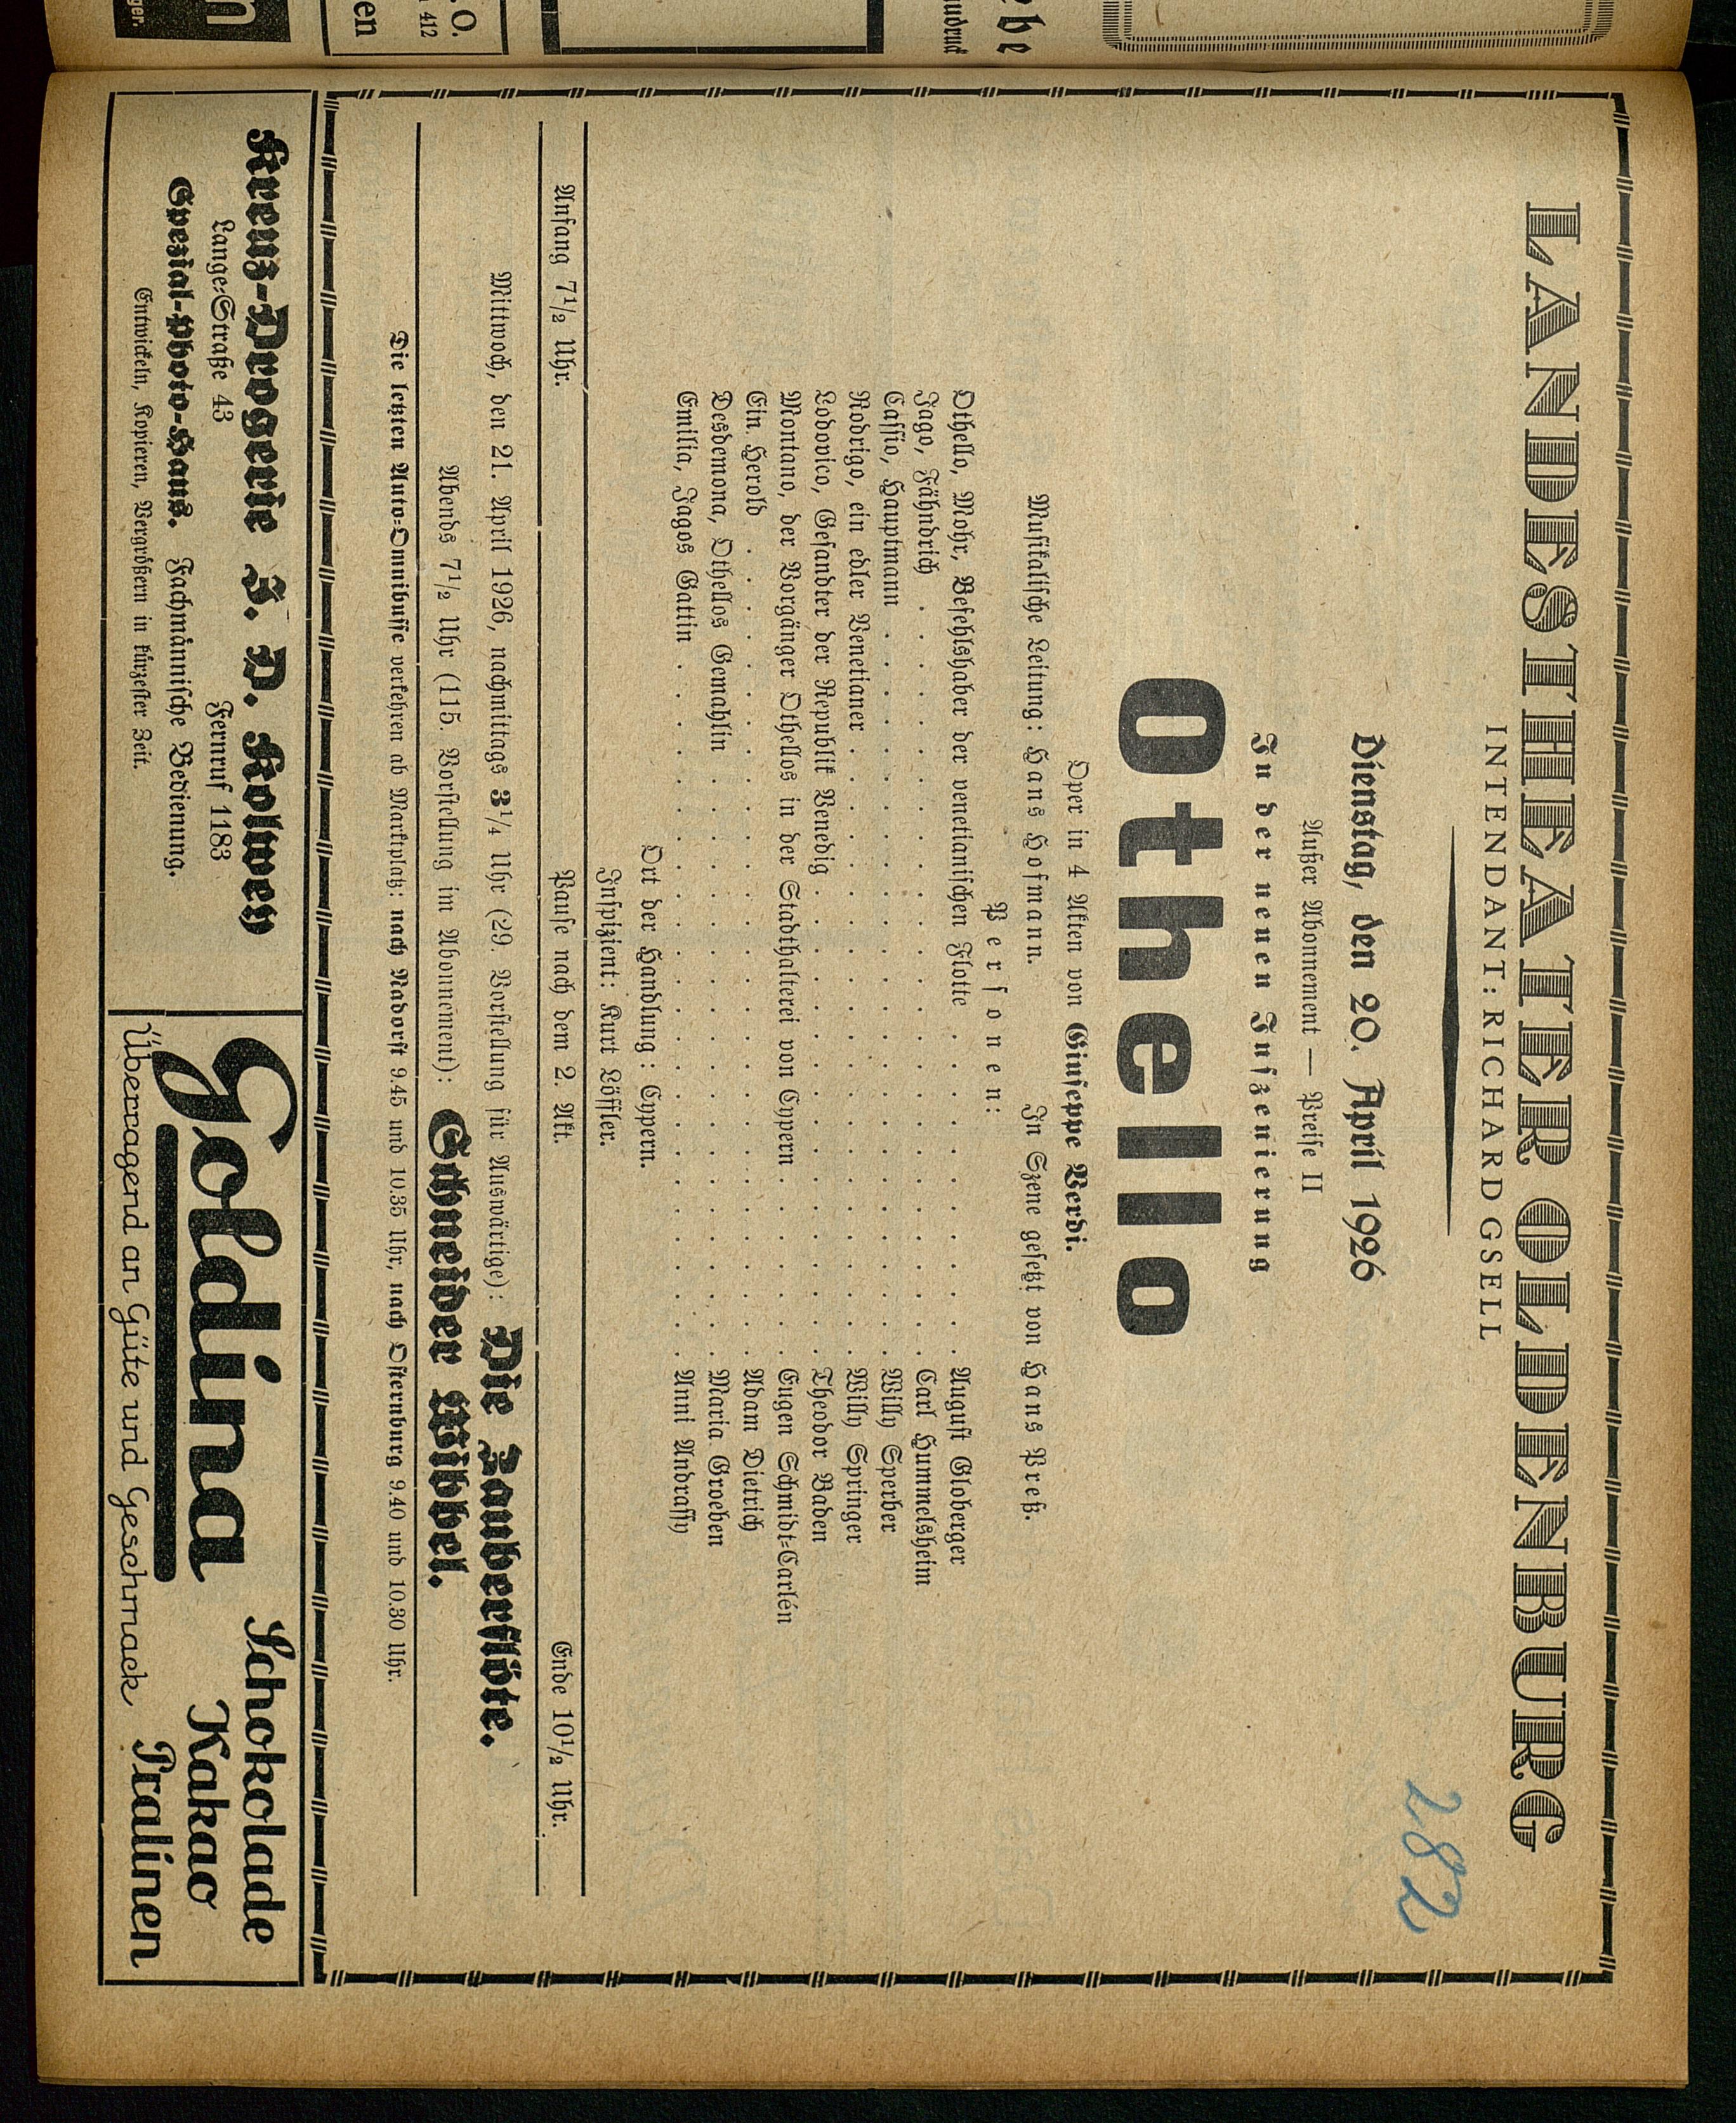 LANDESTHEATER OLDENBURG
INTENDANT: RICHARD GSELL
282
Dienstag, den 20. April 1926
Außer Abonnement — Preise II
In der neuen Inszenierung
Othello
Oper in 4 Akten von Giuseppe Verdi.
Musikalische Leitung: Hans Hofmann. In Szene gesetzt von Hans Preß.
Personen:
Othello, Mohr, Befehlshaber der venetianischen Flotte . . . . . . . . . . August Globerger
Jago, Fähndrich . . . . . . . . . . . . . . . . . . . . Carl Hummelsheim
Cassio, Hauptmann . . . . . . . . . . . . . . . . . . . Willy Sperber
Rodrigo, ein edler Venetianer . . . . . . . . . . . . . . . . Willy Springer
Lodovico, Gesandter der Republik Venedig . . . . . . . . . . . . . Theodor Baden
Montano, der Vorgänger Othellos in der Stadthalterei von Cypern . . . . . . Eugen Schmidt-Carlén
Ein Herold . . . . . . . . . . . . . . . . . . . . . . Adam Dietrich
Desdemona, Othellos Gemahlin . . . . . . . . . . . . . . . . Maria Groeben
Emilia, Jagos Gattin . . . . . . . . . . . . . . . . . . . Anni Andrassy
Ort der Handlung: Cypern.
Inspizient: Kurt Löffler.
Anfang 7½ Uhr. Pause nach dem 2. Akt. Ende 10½ Uhr.
Mittwoch, den 21. April 1926, nachmittags 3¼ Uhr (29. Vorstellung für Auswärtige): Die Zauberflöte.
Abends 7½ Uhr (115. Vorstellung im Abonnement): Schneider Wibbel.
Die letzten Auto-Omnibusse verkehren ab Marktplatz: nach Nadorst 9.45 und 10.35 Uhr, nach Osternburg 9.40 und 10.30 Uhr.
Kreuz-Drogerie J. D. Kolwey
Lange-Straße 43 Fernruf 1183
Spezial-Photo-Haus. Fachmännische Bedienung.
Entwickeln, Kopieren, Vergrößern in kürzester Zeit.
Goldina
Überragend an Güte und Geschmack
Schokolade
Kakao
Pralinen